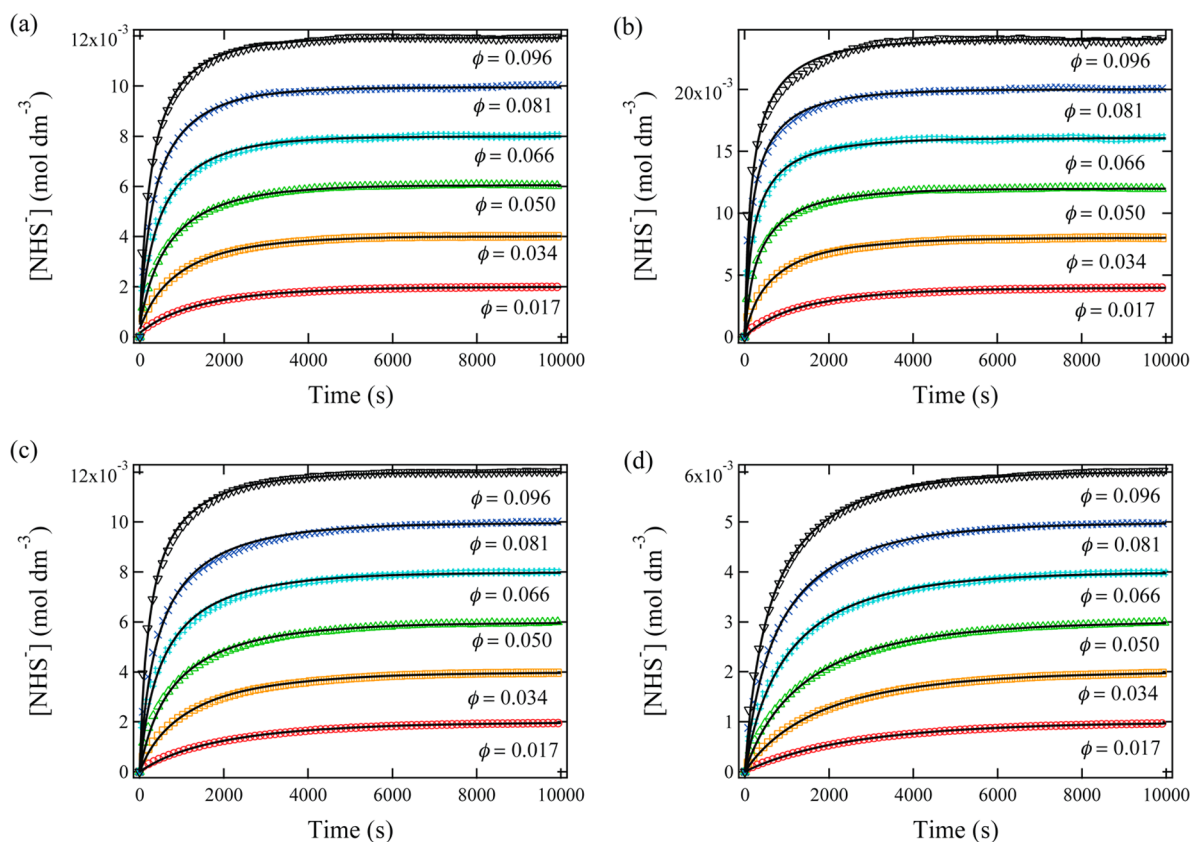 (a)
12x10⁻³
10
8
6
4
2
0
[NHS⁻] (mol dm⁻³)
ϕ = 0.096
ϕ = 0.081
ϕ = 0.066
ϕ = 0.050
ϕ = 0.034
ϕ = 0.017
0 2000 4000 6000 8000 10000
Time (s)
(b)
20x10⁻³
15
10
5
0
[NHS⁻] (mol dm⁻³)
ϕ = 0.096
ϕ = 0.081
ϕ = 0.066
ϕ = 0.050
ϕ = 0.034
ϕ = 0.017
0 2000 4000 6000 8000 10000
Time (s)
(c)
12x10⁻³
10
8
6
4
2
0
[NHS⁻] (mol dm⁻³)
ϕ = 0.096
ϕ = 0.081
ϕ = 0.066
ϕ = 0.050
ϕ = 0.034
ϕ = 0.017
0 2000 4000 6000 8000 10000
Time (s)
(d)
6x10⁻³
5
4
3
2
1
0
[NHS⁻] (mol dm⁻³)
ϕ = 0.096
ϕ = 0.081
ϕ = 0.066
ϕ = 0.050
ϕ = 0.034
ϕ = 0.017
0 2000 4000 6000 8000 10000
Time (s)